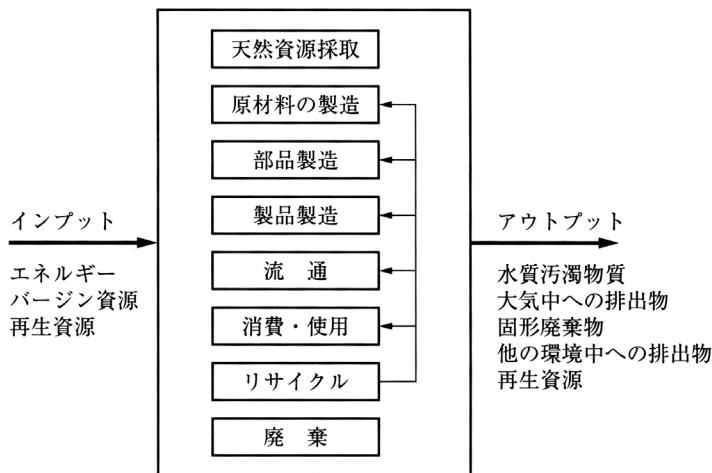 天然資源採取
原材料の製造
部品製造
製品製造
流　通
消費・使用
リサイクル
廃　棄
インプット
エネルギー
バージン資源
再生資源
アウトプット
水質汚濁物質
大気中への排出物
固形廃棄物
他の環境中への排出物
再生資源